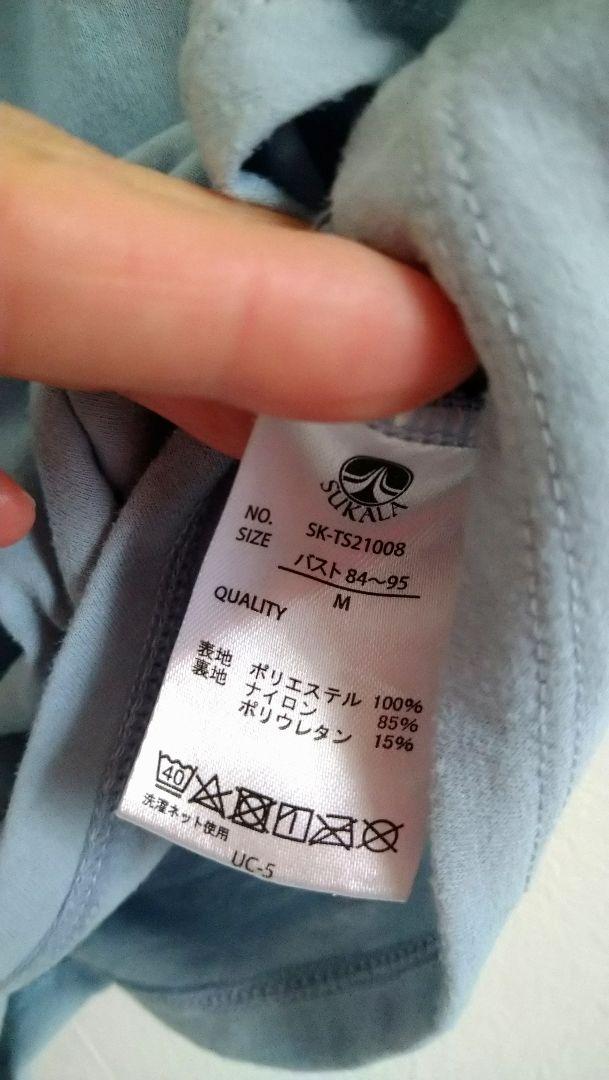 SUKALA
NO. SK-TS21008
SIZE バスト 84～95
M
QUALITY
表地 ポリエステル 100%
裏地 ナイロン 85%
ポリウレタン 15%
40
洗濯ネット使用
UC-5